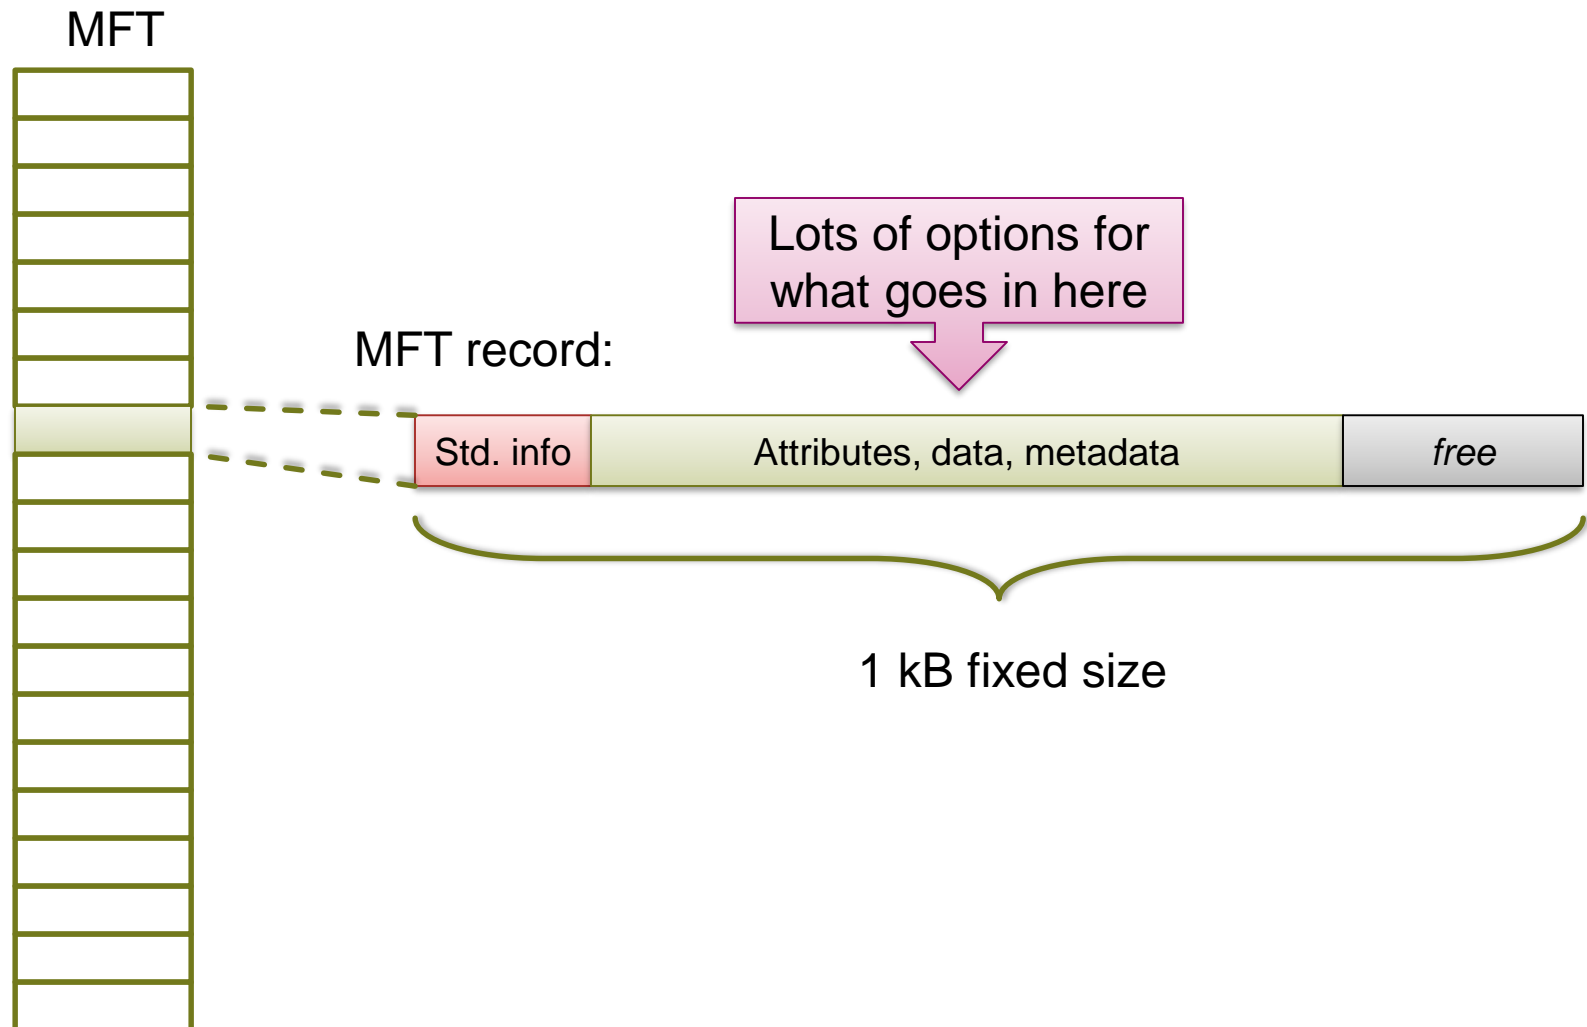 MFT
Lots of options for
what goes in here
MFT record:
Std. info
Attributes, data, metadata
free
1 kB fixed size